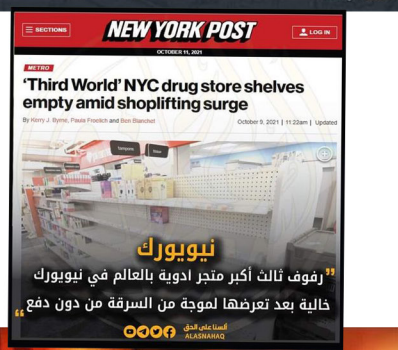 SECTIONS
NEW YORK POST
LOG IN
OCTOBER 11, 2021
METRO
‘Third World’ NYC drug store shelves
empty amid shoplifting surge
By Kerry J. Byrne, Paula Froelich and Ben Blanchet
October 9, 2021 | 11:22am | Updated
tampons
نيويورك
"رفوف ثالث أكبر متجر ادوية بالعالم في نيويورك
خالية بعد تعرضها لموجة من السرقة من دون دفع"
ألسنا على الحق
ALASNAHAQ